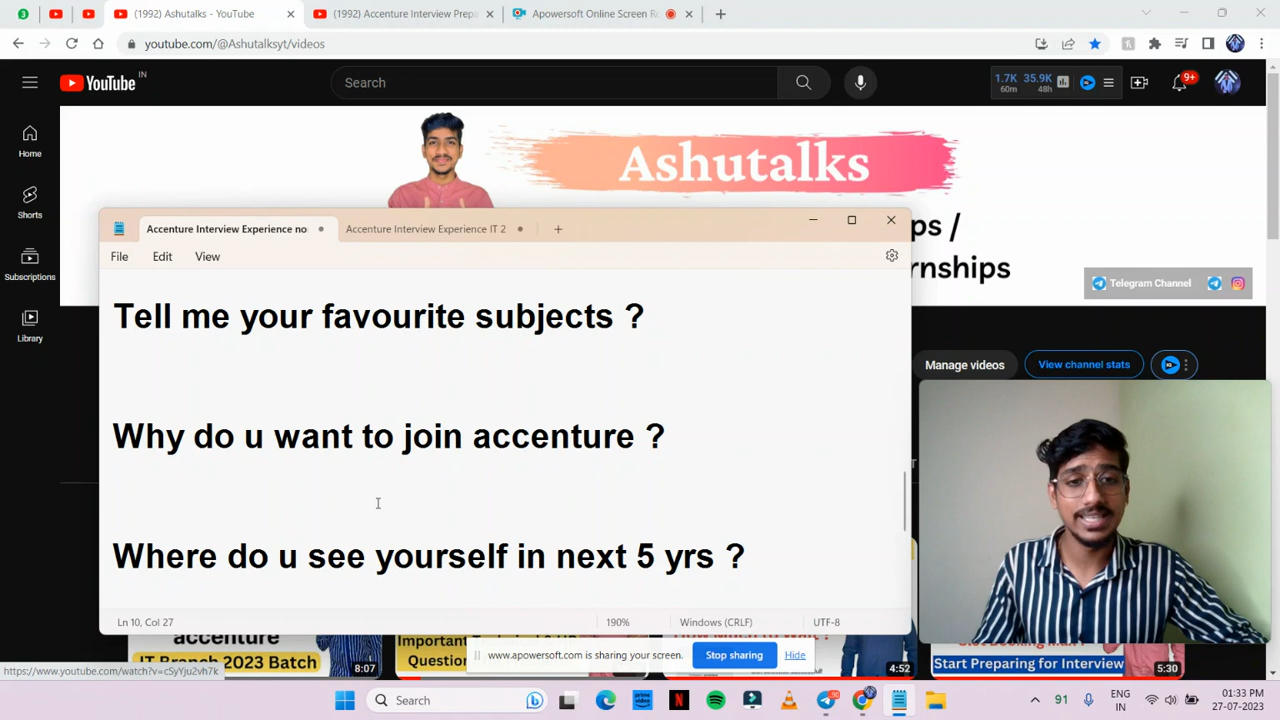 (1992) Ashutalks - YouTube
(1992) Accenture Interview Prepa
Apowersoft Online Screen Re
youtube.com/@Ashutalksyt/videos
YouTube IN
Search
1.7K 35.9K
60m 48h
9+
Home
Shorts
Subscriptions
Library
Ashutalks
ps /
rnships
Telegram Channel
Accenture Interview Experience no
Accenture Interview Experience IT 2
File Edit View
Tell me your favourite subjects ?
Why do u want to join accenture ?
Where do u see yourself in next 5 yrs ?
Ln 10, Col 27
190%
Windows (CRLF)
UTF-8
Manage videos
View channel stats
accenture
IT Branch 2023 Batch
8:07
Important
Question
4:52
Start Preparing for Interview
5:30
www.apowersoft.com is sharing your screen.
Stop sharing
Hide
https://www.youtube.com/watch?v=cSyYju2vh7k
Search
91
ENG
IN
01:33 PM
27-07-2023